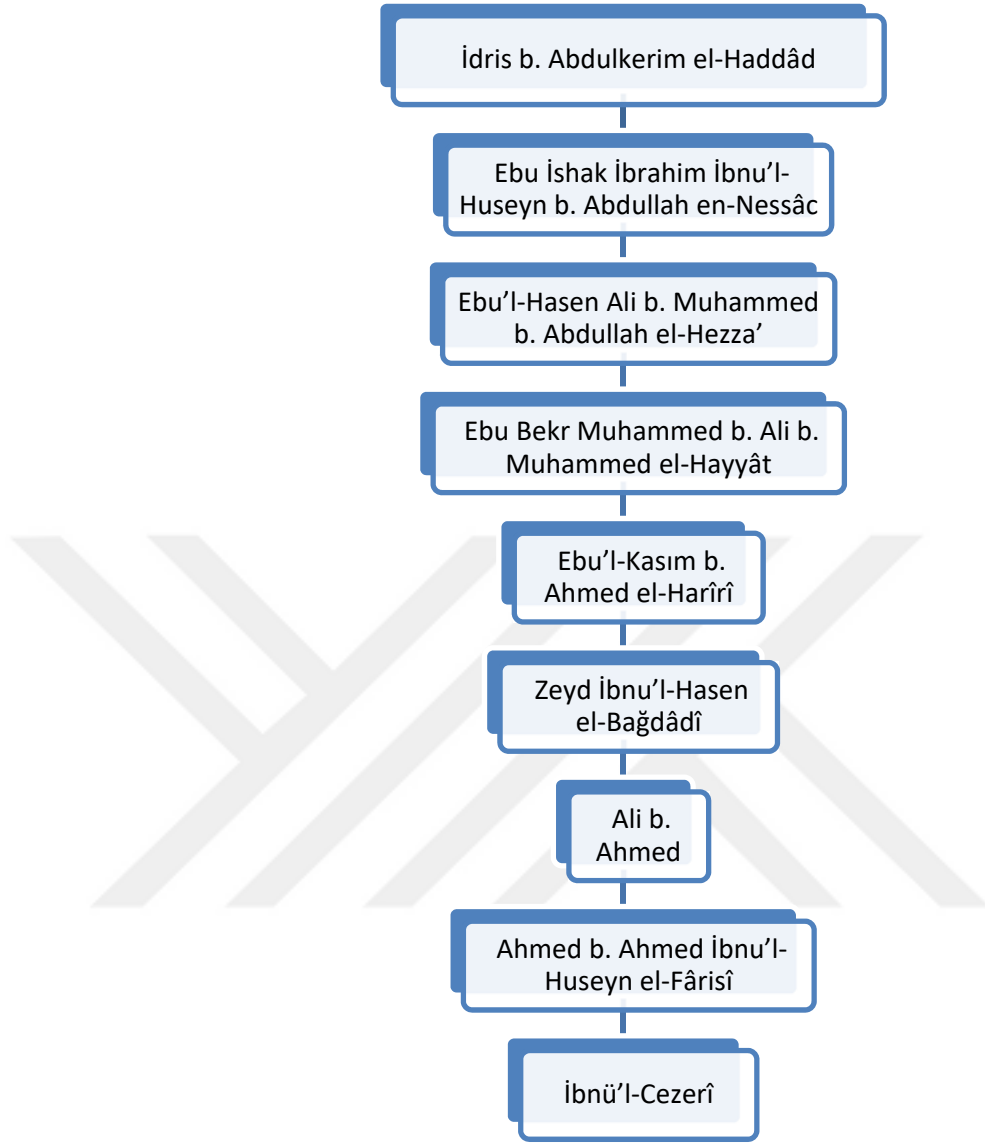 İdris b. Abdulkerim el-Haddâd
Ebu İshak İbrahim İbnu’l-
Huseyn b. Abdullah en-Nessâc
Ebu’l-Hasen Ali b. Muhammed
b. Abdullah el-Hezza’
Ebu Bekr Muhammed b. Ali b.
Muhammed el-Hayyât
Ebu’l-Kasım b.
Ahmed el-Harîrî
Zeyd İbnu’l-Hasen
el-Bağdâdî
Ali b.
Ahmed
Ahmed b. Ahmed İbnu’l-
Huseyn el-Fârisî
İbnü’l-Cezerî